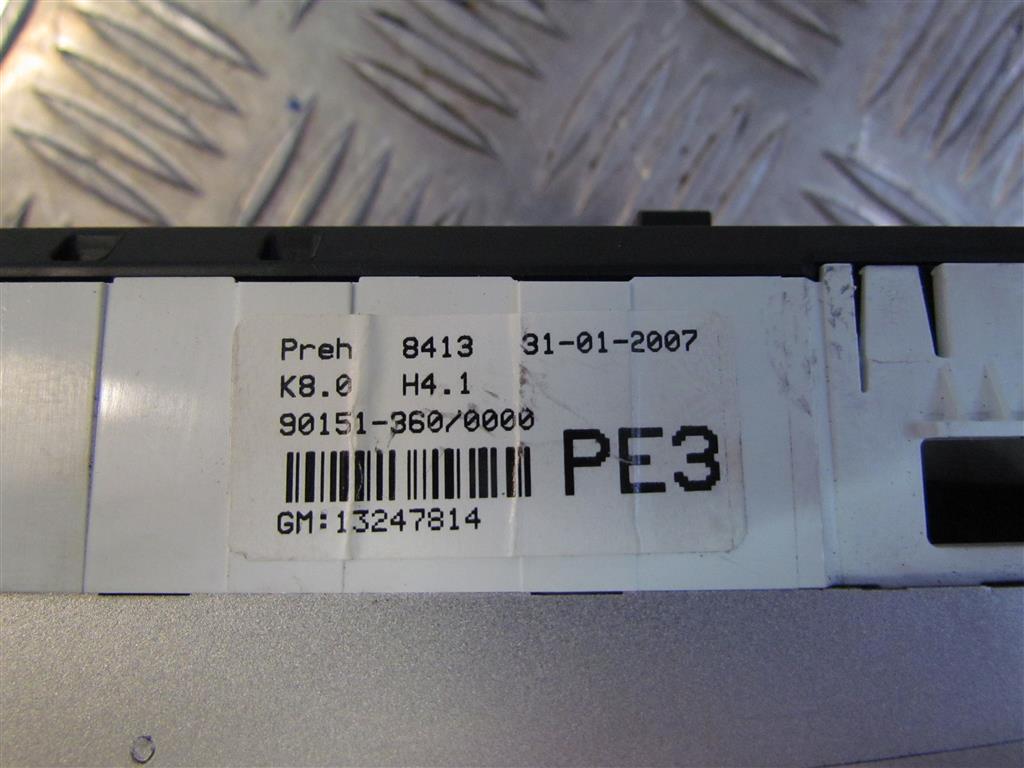 Preh 8413 31-01-2007
K8.0 H4.1
90151-360/0000
PE3
GM:13247814